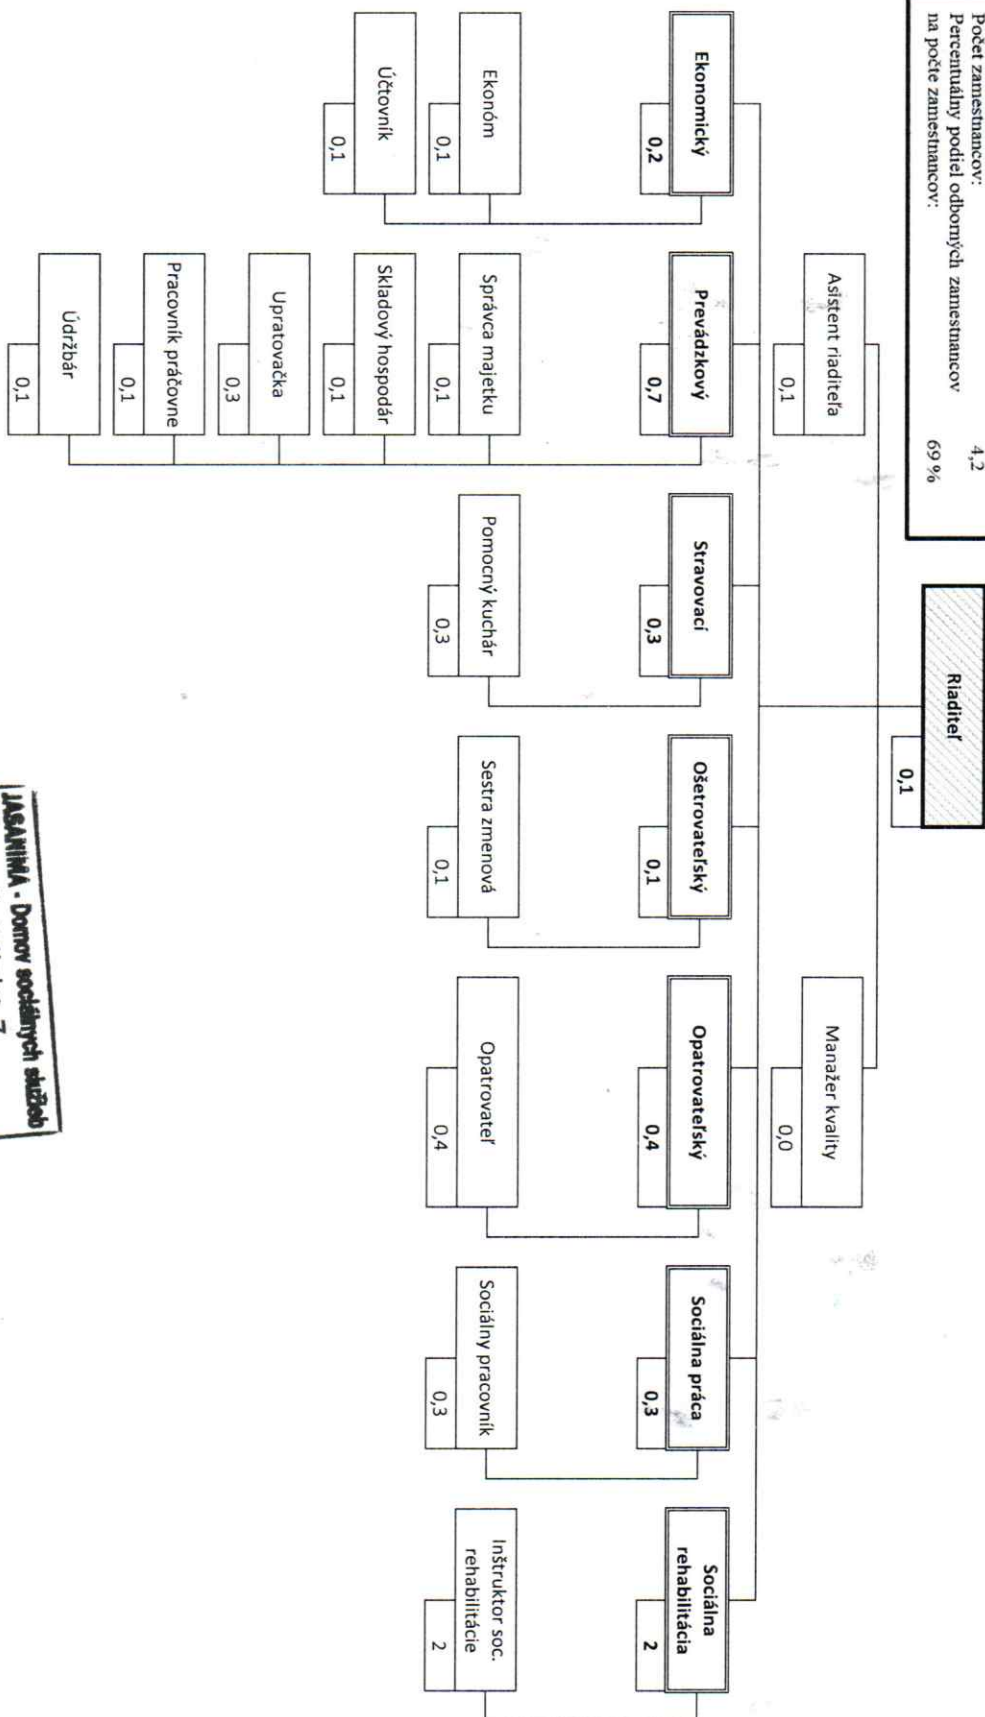 Počet zamestnancov: 4,2
Percentuálny podiel odborných zamestnancov
na počte zamestnancov: 69 %
Riaditeľ
0,1
Asistent riaditeľa
0,1
Manažér kvality
0,0
Ekonomický
0,2
Prevádzkový
0,7
Stravovací
0,3
Ošetrovateľský
0,1
Opatrovateľský
0,4
Sociálna práca
0,3
Sociálna
rehabilitácia
2
Ekonóm
0,1
Účtovník
0,1
Správca majetku
0,1
Skladový hospodár
0,1
Upratovačka
0,3
Pracovník práčovne
0,1
Údržbár
0,1
Pomocný kuchár
0,3
Sestra zmenová
0,1
Opatrovateľ
0,4
Sociálny pracovník
0,3
Inštruktor soc.
rehabilitácie
2
JASANIMA - Domov sociálnych služieb